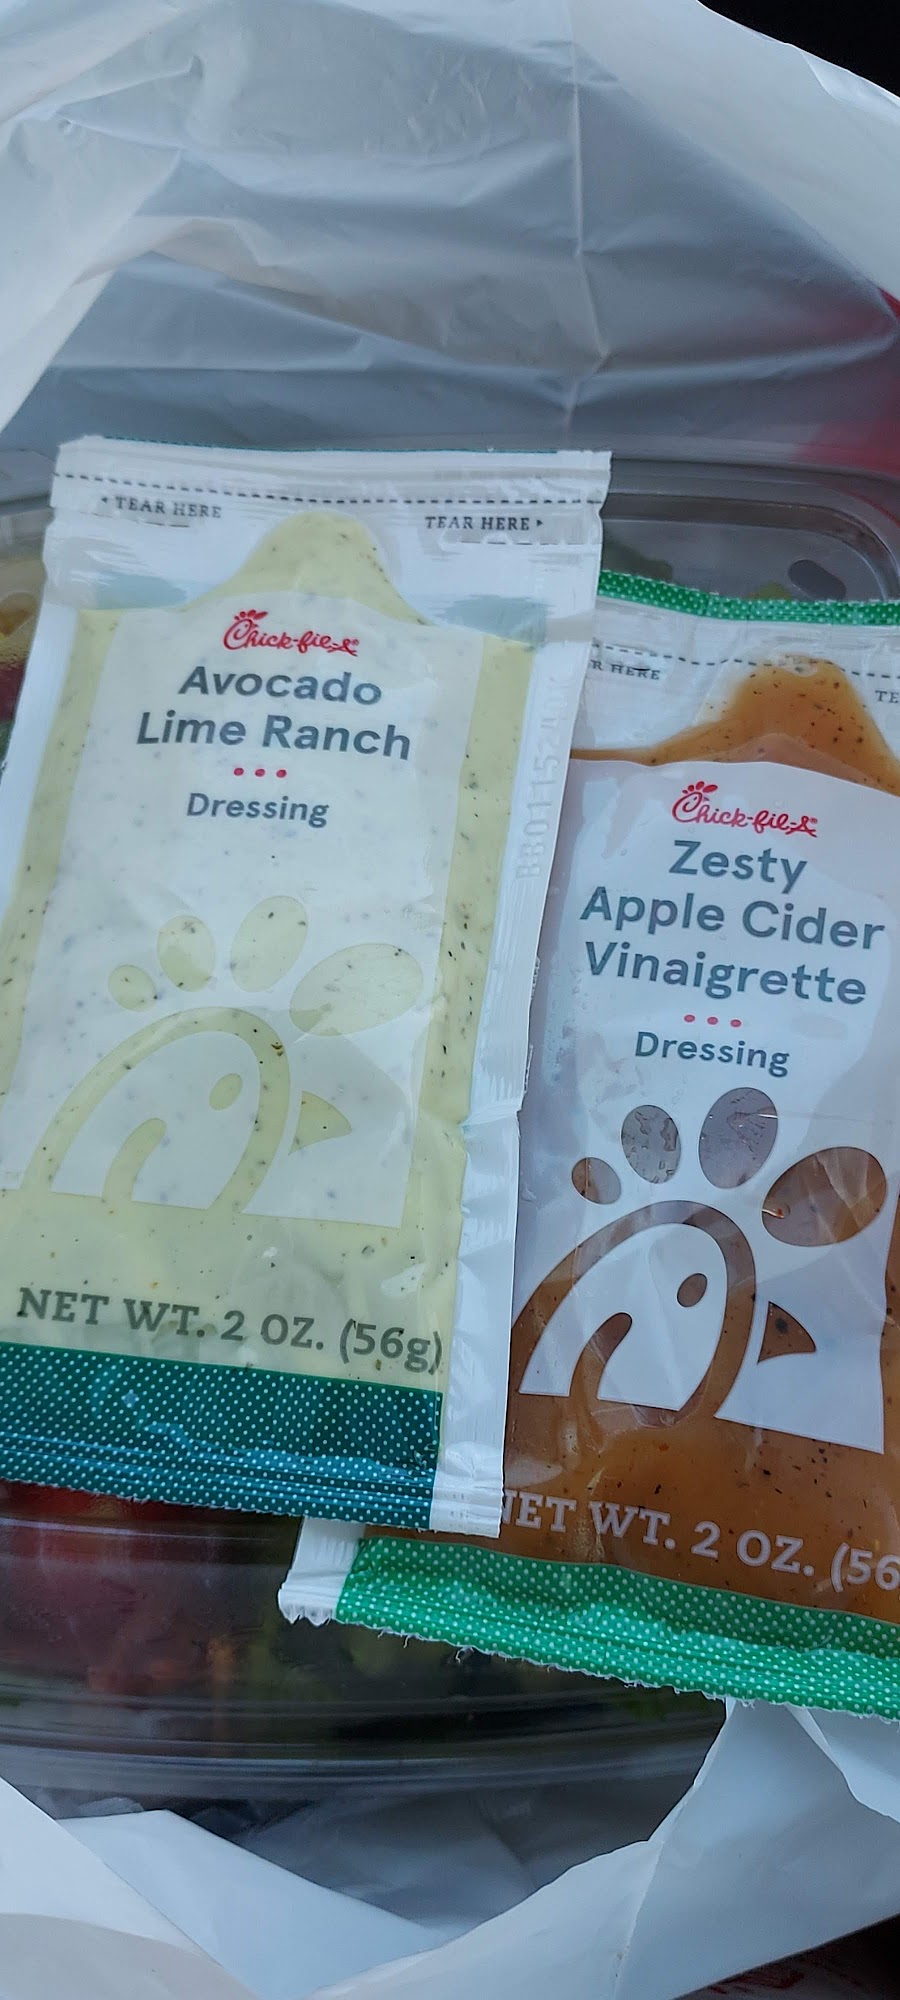 TEAR HERE
TEAR HERE
Chick-fil-A
Avocado
Lime Ranch
Dressing
NET WT. 2 OZ. (56g)
R HERE
TE
Chick-fil-A
Zesty
Apple Cider
Vinaigrette
Dressing
NET WT. 2 OZ. (56